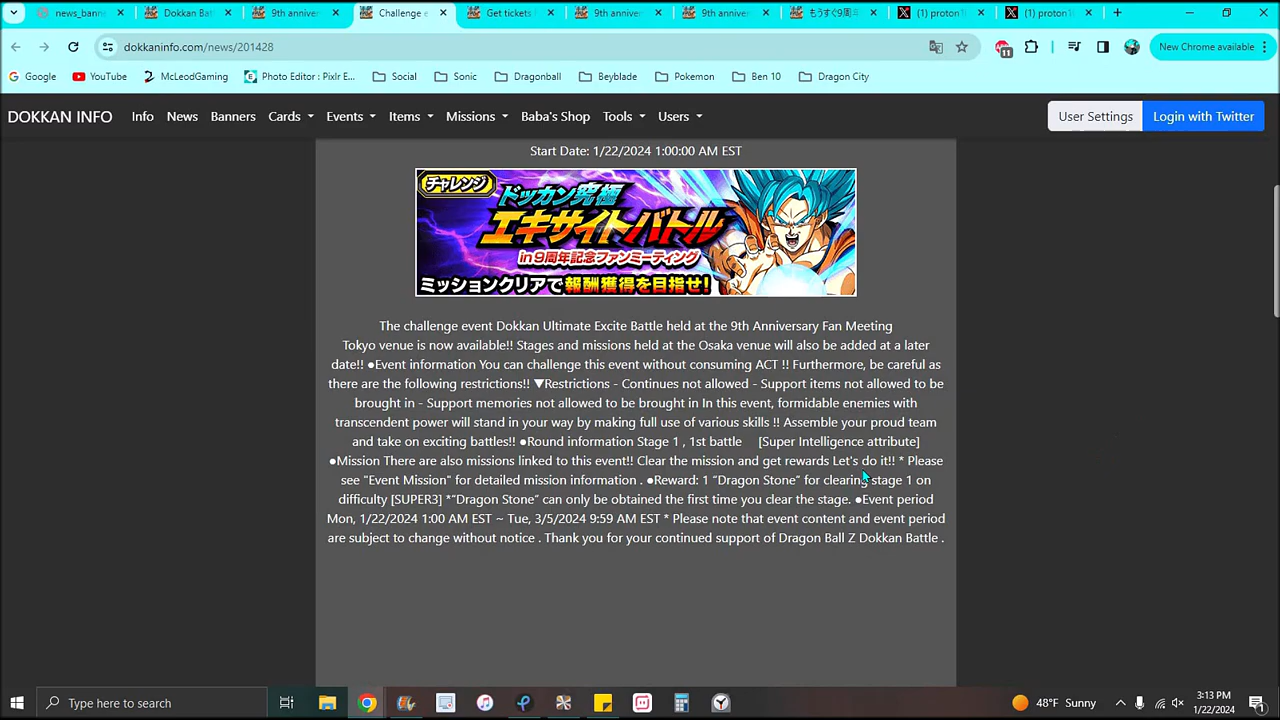 news_bann
Dokkan Bat
9th anniver
Challenge e
Get tickets
9th anniver
9th anniver
もうすぐ9周年
(1) proton1
(1) proton1
dokkaninfo.com/news/201428
11
New Chrome available
Google
YouTube
McLeodGaming
Photo Editor : Pixlr E...
Social
Sonic
Dragonball
Beyblade
Pokemon
Ben 10
Dragon City
DOKKAN INFO
Info
News
Banners
Cards
Events
Items
Missions
Baba's Shop
Tools
Users
User Settings
Login with Twitter
Start Date: 1/22/2024 1:00:00 AM EST
チャレンジ
ドッカン究極
エキサイトバトル
in9周年記念ファンミーティング
ミッションクリアで報酬獲得を目指せ!
The challenge event Dokkan Ultimate Excite Battle held at the 9th Anniversary Fan Meeting
Tokyo venue is now available!! Stages and missions held at the Osaka venue will also be added at a later
date!! ●Event information You can challenge this event without consuming ACT !! Furthermore, be careful as
there are the following restrictions!! ▼Restrictions - Continues not allowed - Support items not allowed to be
brought in - Support memories not allowed to be brought in In this event, formidable enemies with
transcendent power will stand in your way by making full use of various skills !! Assemble your proud team
and take on exciting battles!! ●Round information Stage 1 , 1st battle [Super Intelligence attribute]
●Mission There are also missions linked to this event!! Clear the mission and get rewards Let's do it!! * Please
see "Event Mission" for detailed mission information . ●Reward: 1 “Dragon Stone” for clearing stage 1 on
difficulty [SUPER3] *“Dragon Stone” can only be obtained the first time you clear the stage. ●Event period
Mon, 1/22/2024 1:00 AM EST ~ Tue, 3/5/2024 9:59 AM EST * Please note that event content and event period
are subject to change without notice . Thank you for your continued support of Dragon Ball Z Dokkan Battle .
Type here to search
48°F Sunny
3:13 PM
1/22/2024
1